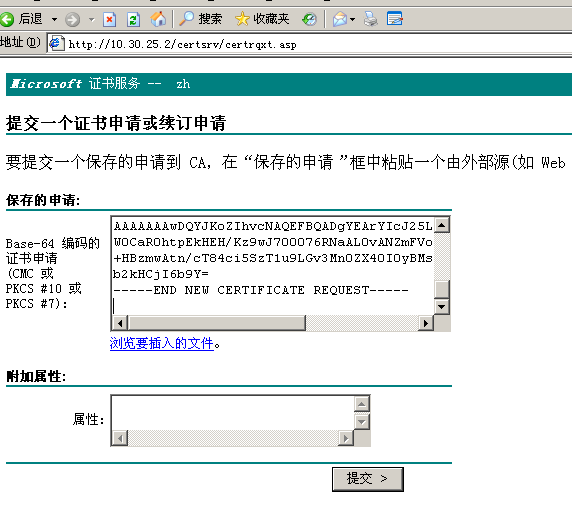 后退 搜索 收藏夹
地址(D) http://10.30.25.2/certsrv/certrqxt.asp
Microsoft 证书服务 -- zh
提交一个证书申请或续订申请
要提交一个保存的申请到 CA，在“保存的申请 ”框中粘贴一个由外部源(如 Web
保存的申请:
Base-64 编码的
证书申请
(CMC 或
PKCS #10 或
PKCS #7):
AAAAAAAwDQYJKoZIhvcNAQEFBQADgYEArYIcJ25L
WOCaROhtpEkHEH/Kz9wJ700O76RNaALOvANZmFVo
+HBzmwAtn/cT84ci5SzT1u9LGv3MnOZX4OIOyBMs
b2kHCjI6b9Y=
-----END NEW CERTIFICATE REQUEST-----
浏览要插入的文件。
附加属性:
属性:
提交 >